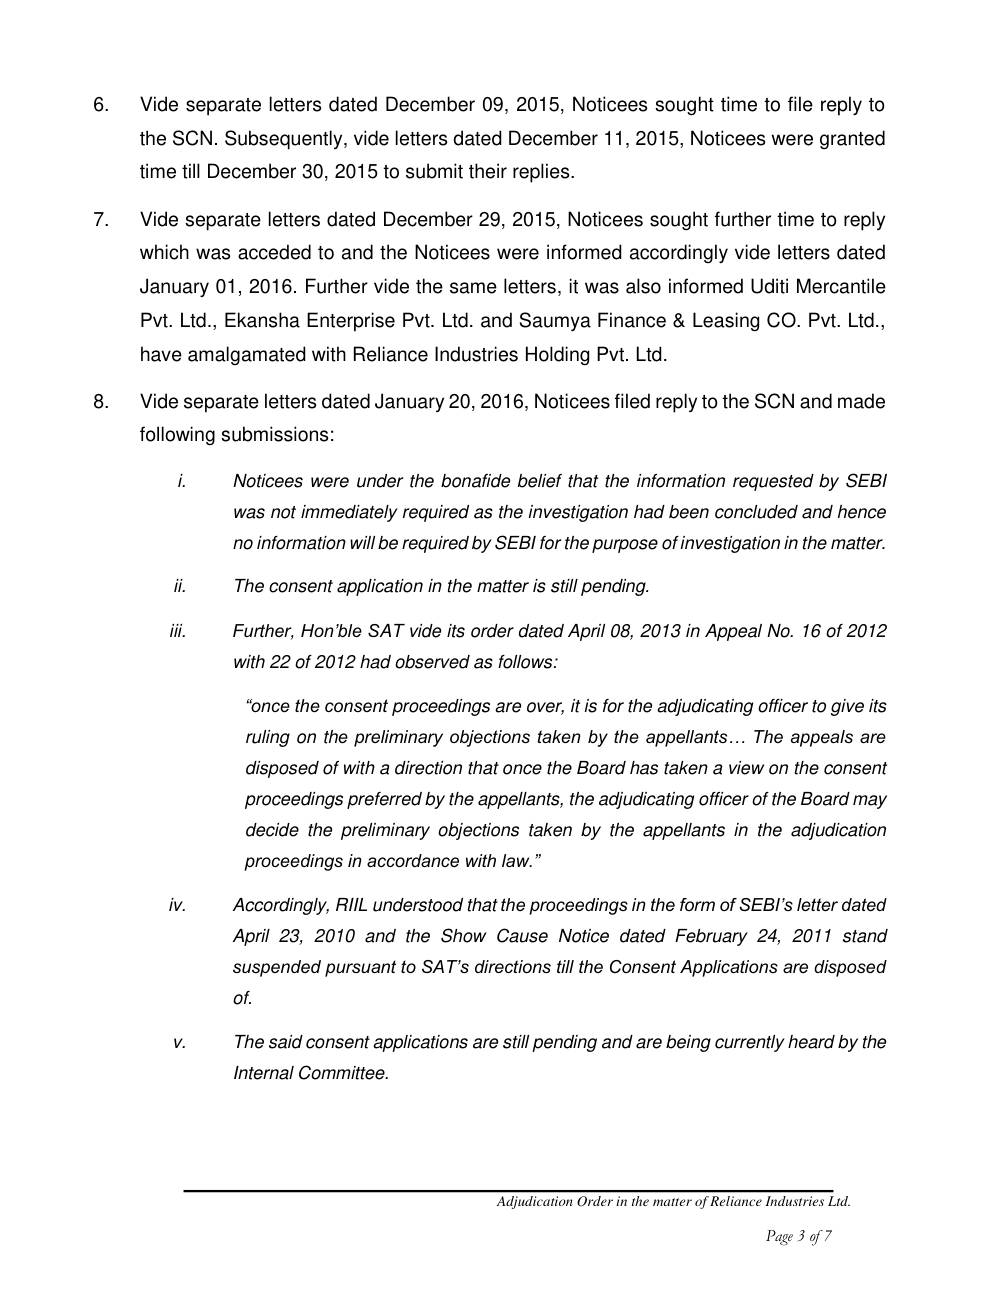 6. Vide separate letters dated December 09, 2015, Noticees sought time to file reply to
the SCN. Subsequently, vide letters dated December 11, 2015, Noticees were granted
time till December 30, 2015 to submit their replies.
7. Vide separate letters dated December 29, 2015, Noticees sought further time to reply
which was acceded to and the Noticees were informed accordingly vide letters dated
January 01, 2016. Further vide the same letters, it was also informed Uditi Mercantile
Pvt. Ltd., Ekansha Enterprise Pvt. Ltd. and Saumya Finance & Leasing CO. Pvt. Ltd.,
have amalgamated with Reliance Industries Holding Pvt. Ltd.
8. Vide separate letters dated January 20, 2016, Noticees filed reply to the SCN and made
following submissions:
i. Noticees were under the bonafide belief that the information requested by SEBI
was not immediately required as the investigation had been concluded and hence
no information will be required by SEBI for the purpose of investigation in the matter.
ii. The consent application in the matter is still pending.
iii. Further, Hon’ble SAT vide its order dated April 08, 2013 in Appeal No. 16 of 2012
with 22 of 2012 had observed as follows:
“once the consent proceedings are over, it is for the adjudicating officer to give its
ruling on the preliminary objections taken by the appellants… The appeals are
disposed of with a direction that once the Board has taken a view on the consent
proceedings preferred by the appellants, the adjudicating officer of the Board may
decide the preliminary objections taken by the appellants in the adjudication
proceedings in accordance with law.”
iv. Accordingly, RIIL understood that the proceedings in the form of SEBI’s letter dated
April 23, 2010 and the Show Cause Notice dated February 24, 2011 stand
suspended pursuant to SAT’s directions till the Consent Applications are disposed
of.
v. The said consent applications are still pending and are being currently heard by the
Internal Committee.
Adjudication Order in the matter of Reliance Industries Ltd.
Page 3 of 7